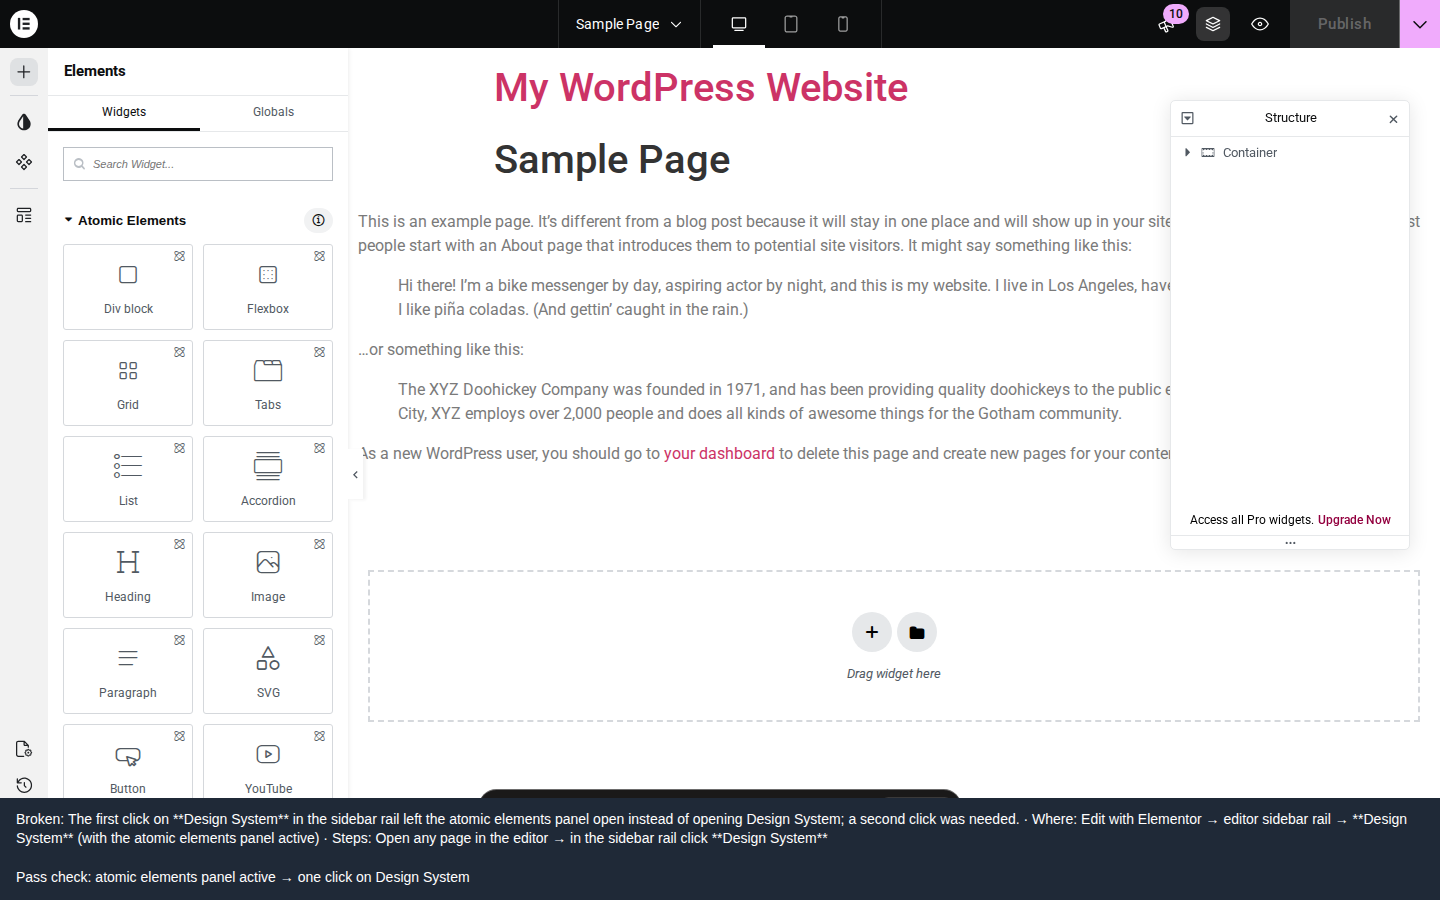 Sample Page
10
Publish
Elements
Widgets
Globals
Search Widget...
Atomic Elements
Div block
Flexbox
Grid
Tabs
List
Accordion
Heading
Image
Paragraph
SVG
Button
YouTube
My WordPress Website
Sample Page
This is an example page. It’s different from a blog post because it will stay in one place and will show up in your site st
people start with an About page that introduces them to potential site visitors. It might say something like this:
Hi there! I’m a bike messenger by day, aspiring actor by night, and this is my website. I live in Los Angeles, have
I like piña coladas. (And gettin’ caught in the rain.)
…or something like this:
The XYZ Doohickey Company was founded in 1971, and has been providing quality doohickeys to the public e
City, XYZ employs over 2,000 people and does all kinds of awesome things for the Gotham community.
As a new WordPress user, you should go to your dashboard to delete this page and create new pages for your conte
Structure
Container
Access all Pro widgets. Upgrade Now
Drag widget here
Broken: The first click on **Design System** in the sidebar rail left the atomic elements panel open instead of opening Design System; a second click was needed. · Where: Edit with Elementor → editor sidebar rail → **Design
System** (with the atomic elements panel active) · Steps: Open any page in the editor → in the sidebar rail click **Design System**
Pass check: atomic elements panel active → one click on Design System